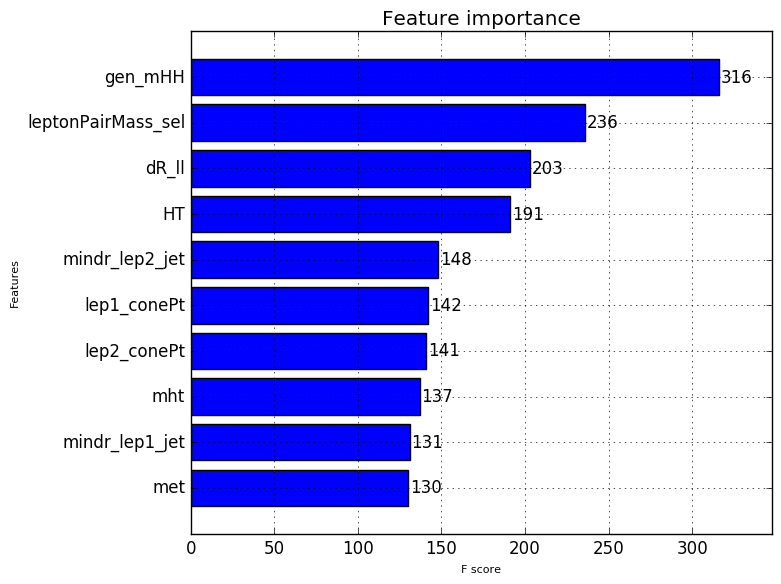 Feature importance
gen_mHH 316
leptonPairMass_sel 236
dR_ll 203
HT 191
mindr_lep2_jet 148
lep1_conePt 142
lep2_conePt 141
mht 137
mindr_lep1_jet 131
met 130
Features
0 50 100 150 200 250 300
F score